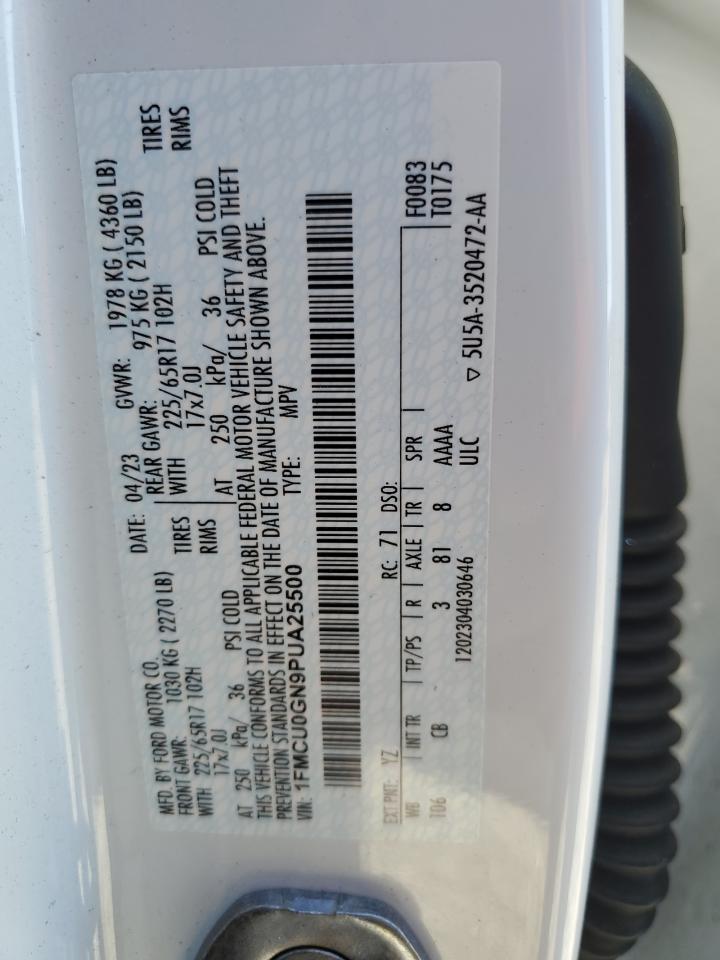 MFD. BY FORD MOTOR CO.
DATE: 04/23 GVWR: 1978 KG ( 4360 LB)
FRONT GAWR: 1030 KG ( 2270 LB)
REAR GAWR: 975 KG ( 2150 LB)
WITH 225/65R17 102H TIRES
WITH 225/65R17 102H TIRES
17x7.0J RIMS
17x7.0J RIMS
AT 250 kPa/ 36 PSI COLD
AT 250 kPa/ 36 PSI COLD
THIS VEHICLE CONFORMS TO ALL APPLICABLE FEDERAL MOTOR VEHICLE SAFETY AND THEFT
PREVENTION STANDARDS IN EFFECT ON THE DATE OF MANUFACTURE SHOWN ABOVE.
VIN: 1FMCU0GN9PUA25500 TYPE: MPV
EXT PNT: YZ RC: 71 DSO:
WB INT TR TP/PS R AXLE TR SPR F0083
106 CB 3 81 8 AAAA T0175
1202304030646 ULC
▽ 5U5A-3520472-AA